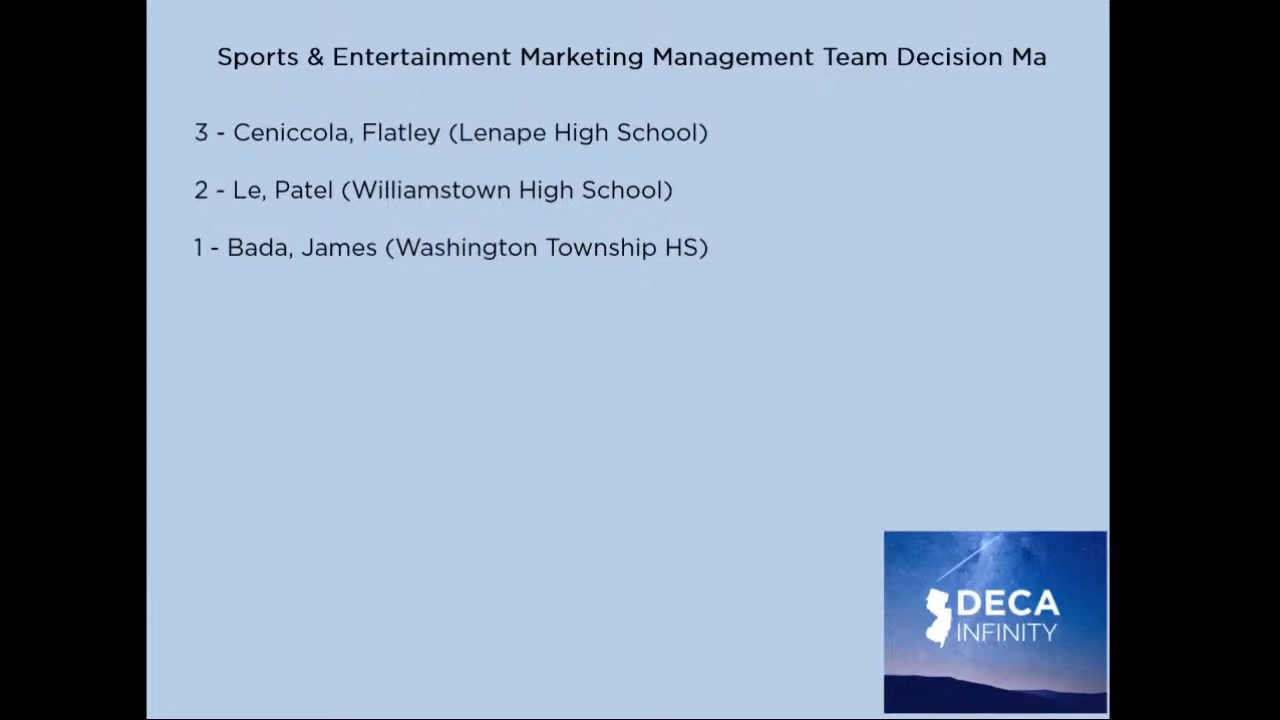 Sports & Entertainment Marketing Management Team Decision Ma
3 - Ceniccola, Flatley (Lenape High School)
2 - Le, Patel (Williamstown High School)
1 - Bada, James (Washington Township HS)
DECA
INFINITY